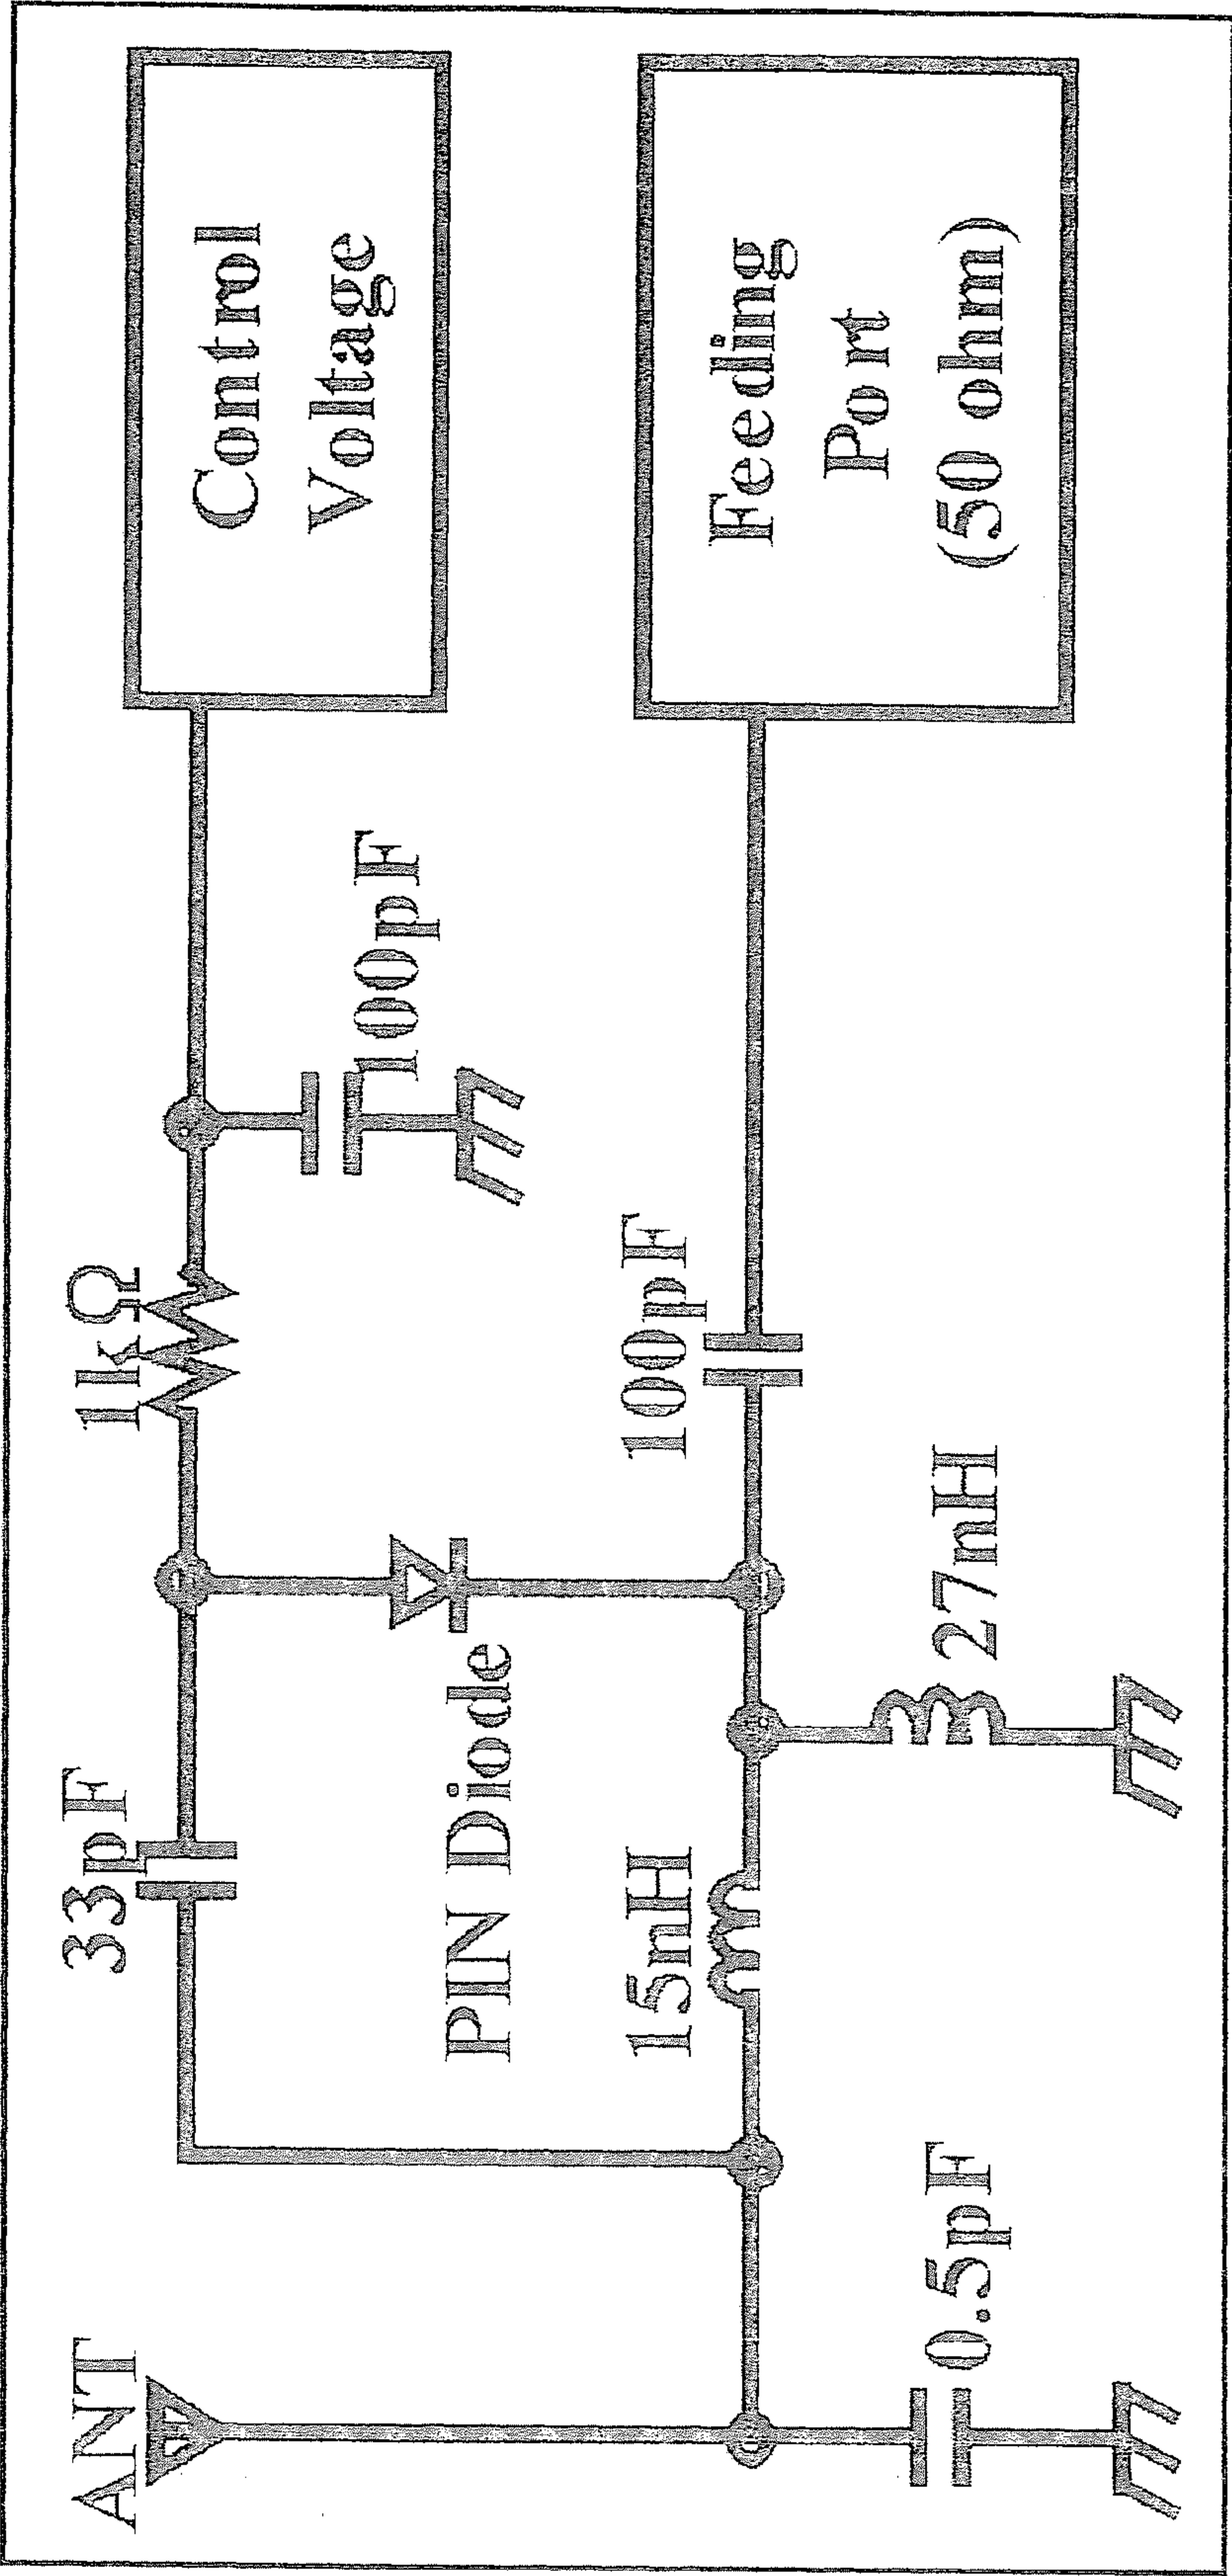 ANT
33pF
1kΩ
Control
Voltage
100pF
PIN Diode
15nH
100pF
Feeding
Port
(50 ohm)
0.5pF
27nH